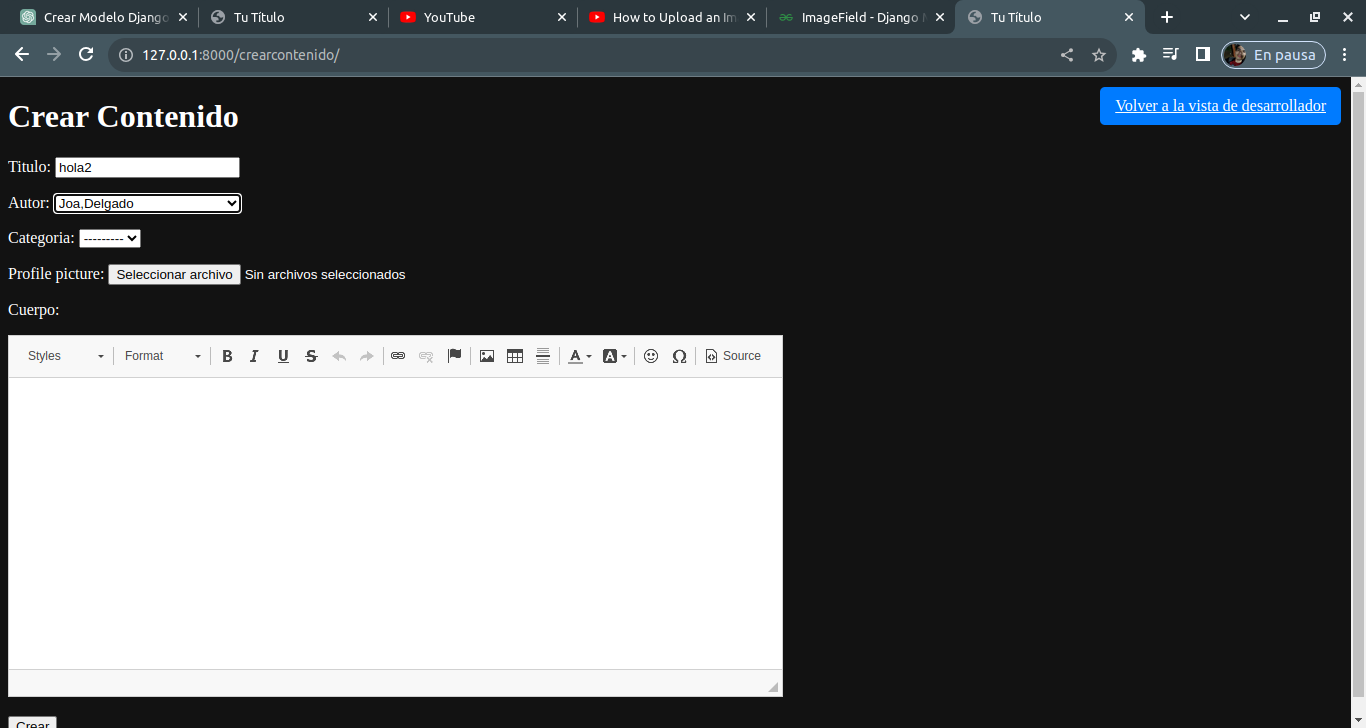 Crear Modelo Django
Tu Título
YouTube
How to Upload an Im
ImageField - Django M
Tu Título
127.0.0.1:8000/crearcontenido/
En pausa
Crear Contenido
Volver a la vista de desarrollador
Titulo: hola2
Autor: Joa,Delgado
Categoria: ---------
Profile picture: Seleccionar archivo Sin archivos seleccionados
Cuerpo:
Styles Format B I U S A A Ω Source
Crear